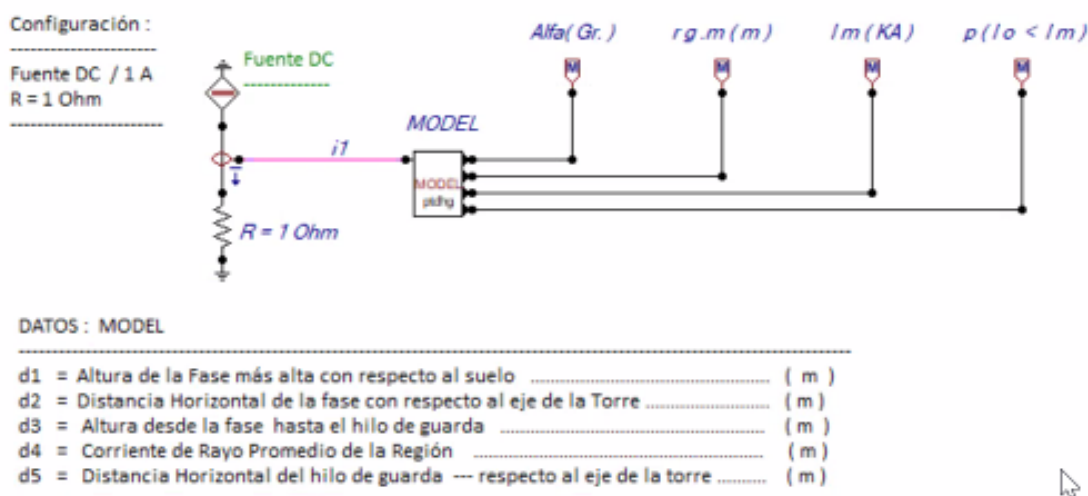 Configuración :
-----------------------
Fuente DC / 1 A
R = 1 Ohm
------------------------
Fuente DC
-------------
Alfa( Gr. )
r g .m ( m )
I m ( KA )
p ( I o < I m )
M
M
M
M
MODEL
i1
MODEL
ptdhg
R = 1 Ohm
DATOS : MODEL
--------------------------------------------------------------------------------
d1 = Altura de la Fase más alta con respecto al suelo ........................................ ( m )
d2 = Distancia Horizontal de la fase con respecto al eje de la Torre ..................... ( m )
d3 = Altura desde la fase hasta el hilo de guarda ............................................. ( m )
d4 = Corriente de Rayo Promedio de la Región .............................................. ( m )
d5 = Distancia Horizontal del hilo de guarda --- respecto al eje de la torre .......... ( m )